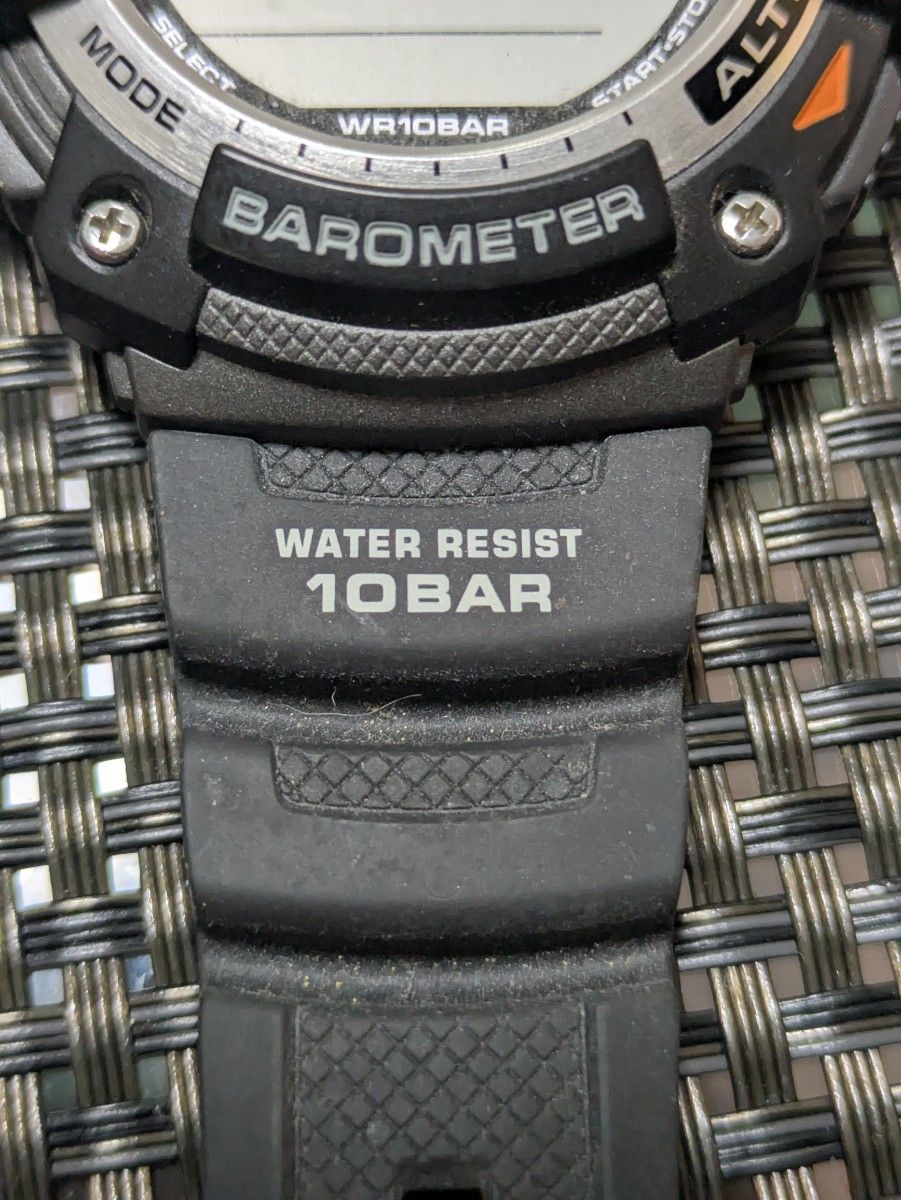 SELECT
MODE
START•STO
ALT
WR10BAR
BAROMETER
WATER RESIST
10BAR